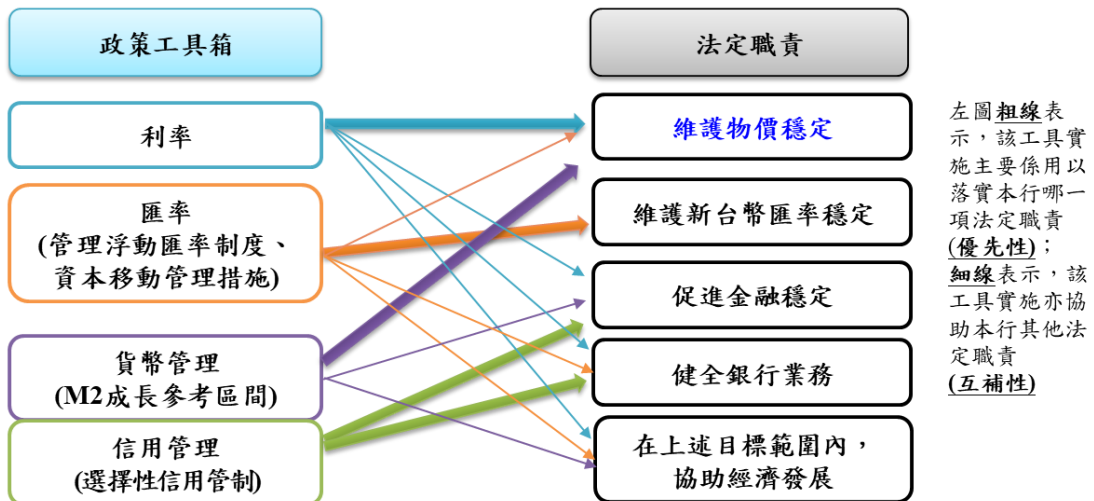 政策工具箱
法定職責
利率
匯率
(管理浮動匯率制度、
資本移動管理措施)
貨幣管理
(M2成長參考區間)
信用管理
(選擇性信用管制)
維護物價穩定
維護新台幣匯率穩定
促進金融穩定
健全銀行業務
在上述目標範圍內，
協助經濟發展
左圖粗線表
示，該工具實
施主要係用以
落實本行哪一
項法定職責
(優先性)；
細線表示，該
工具實施亦協
助本行其他法
定職責
(互補性)